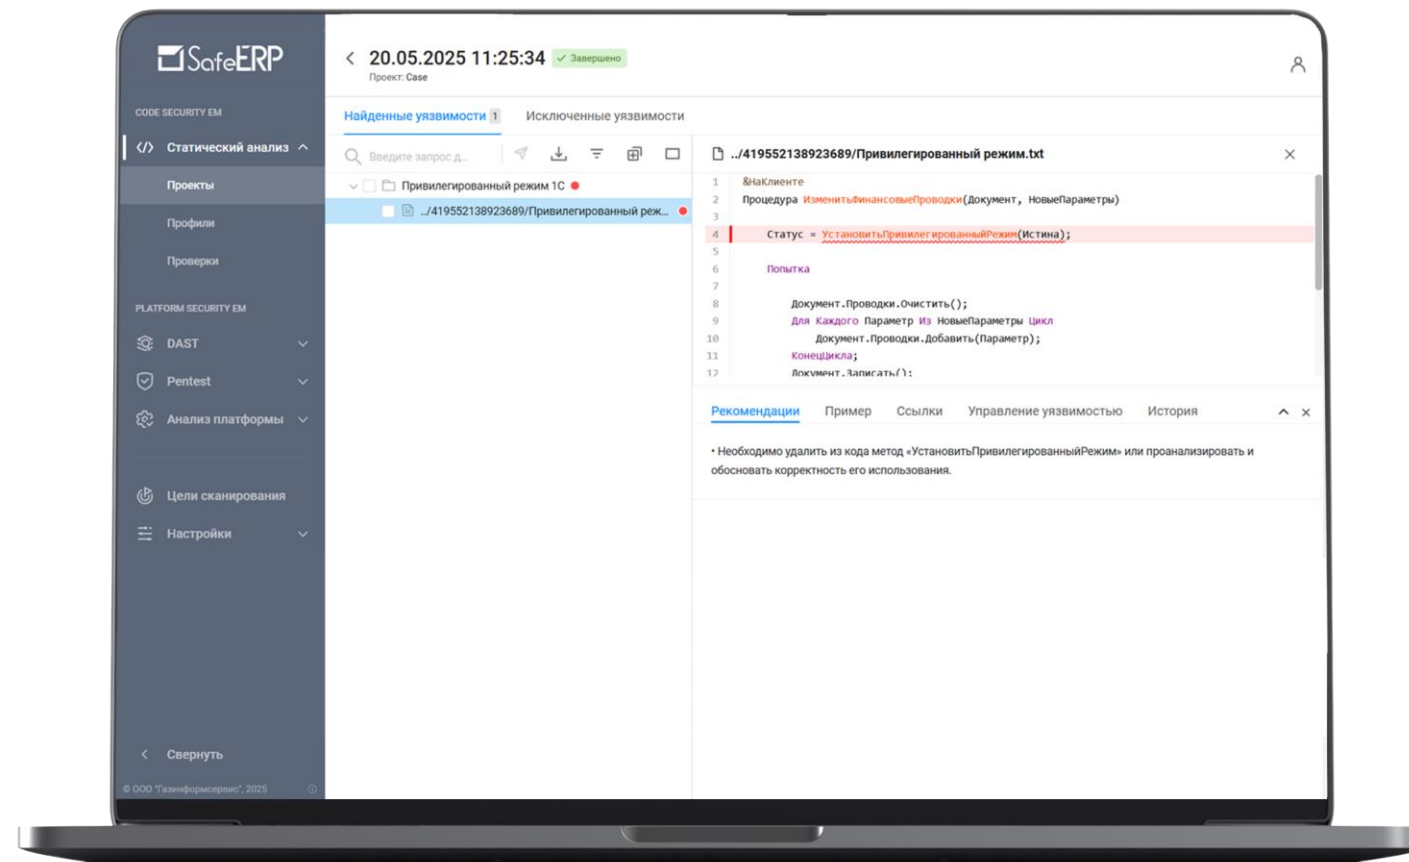 SafeERP
CODE SECURITY EM
</> Статический анализ
Проекты
Профили
Проверки
PLATFORM SECURITY EM
DAST
Pentest
Анализ платформы
Цели сканирования
Настройки
Свернуть
© ООО "Газинформсервис", 2025
20.05.2025 11:25:34 Завершено
Проект: Case
Найденные уязвимости 1 Исключенные уязвимости
Введите запрос д...
Привилегированный режим 1С
../419552138923689/Привилегированный реж...
../419552138923689/Привилегированный режим.txt
1 &НаКлиенте
2 Процедура ИзменитьФинансовыеПроводки(Документ, НовыеПараметры)
3
4 Статус = УстановитьПривилегированныйРежим(Истина);
5
6 Попытка
7
8 Документ.Проводки.Очистить();
9 Для Каждого Параметр Из НовыеПараметры Цикл
10 Документ.Проводки.Добавить(Параметр);
11 КонецЦикла;
12 Документ.Записать();
Рекомендации Пример Ссылки Управление уязвимостью История
• Необходимо удалить из кода метод «УстановитьПривилегированныйРежим» или проанализировать и
обосновать корректность его использования.